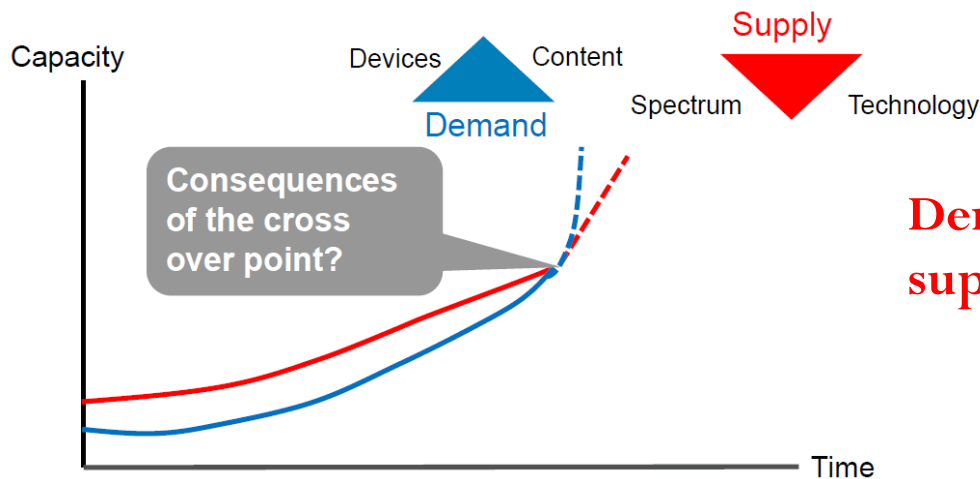 Supply
Capacity
Devices
Content
Spectrum
Technology
Demand
Consequences
of the cross
over point?
Time